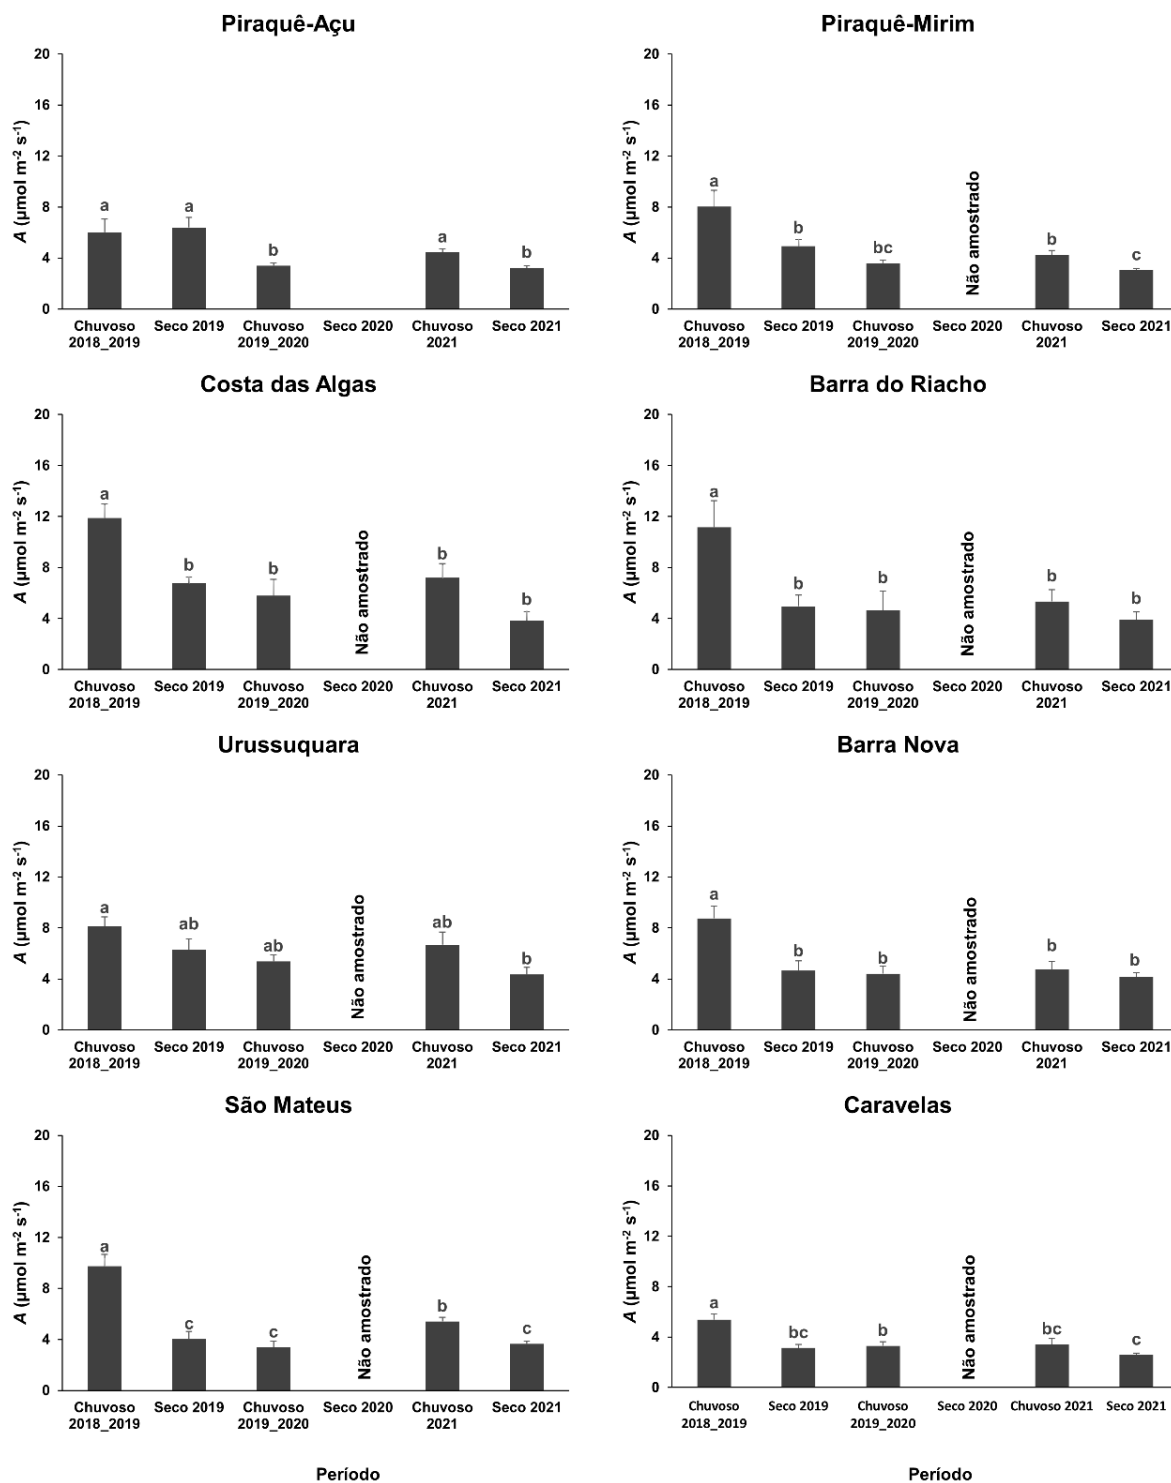 Piraquê-Açu
20
16
12
8
4
0
A (µmol m-2 s-1)
a
a
b
a
b
Chuvoso 2018_2019
Seco 2019
Chuvoso 2019_2020
Seco 2020
Chuvoso 2021
Seco 2021
Piraquê-Mirim
20
16
12
8
4
0
A (µmol m-2 s-1)
a
b
bc
Não amostrado
b
c
Chuvoso 2018_2019
Seco 2019
Chuvoso 2019_2020
Seco 2020
Chuvoso 2021
Seco 2021
Costa das Algas
20
16
12
8
4
0
A (µmol m-2 s-1)
a
b
b
Não amostrado
b
b
Chuvoso 2018_2019
Seco 2019
Chuvoso 2019_2020
Seco 2020
Chuvoso 2021
Seco 2021
Barra do Riacho
20
16
12
8
4
0
A (µmol m-2 s-1)
a
b
b
Não amostrado
b
b
Chuvoso 2018_2019
Seco 2019
Chuvoso 2019_2020
Seco 2020
Chuvoso 2021
Seco 2021
Urussuquara
20
16
12
8
4
0
A (µmol m-2 s-1)
a
ab
ab
Não amostrado
ab
b
Chuvoso 2018_2019
Seco 2019
Chuvoso 2019_2020
Seco 2020
Chuvoso 2021
Seco 2021
Barra Nova
20
16
12
8
4
0
A (µmol m-2 s-1)
a
b
b
Não amostrado
b
b
Chuvoso 2018_2019
Seco 2019
Chuvoso 2019_2020
Seco 2020
Chuvoso 2021
Seco 2021
São Mateus
20
16
12
8
4
0
A (µmol m-2 s-1)
a
c
c
Não amostrado
b
c
Chuvoso 2018_2019
Seco 2019
Chuvoso 2019_2020
Seco 2020
Chuvoso 2021
Seco 2021
Período
Caravelas
20
16
12
8
4
0
A (µmol m-2 s-1)
a
bc
b
Não amostrado
bc
c
Chuvoso 2018_2019
Seco 2019
Chuvoso 2019_2020
Seco 2020
Chuvoso 2021
Seco 2021
Período